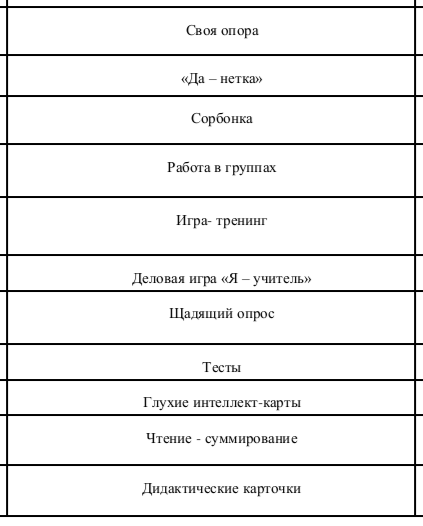 Своя опора
«Да – нетка»
Сорбонка
Работа в группах
Игра- тренинг
Деловая игра «Я – учитель»
Щадящий опрос
Тесты
Глухие интеллект-карты
Чтение - суммирование
Дидактические карточки